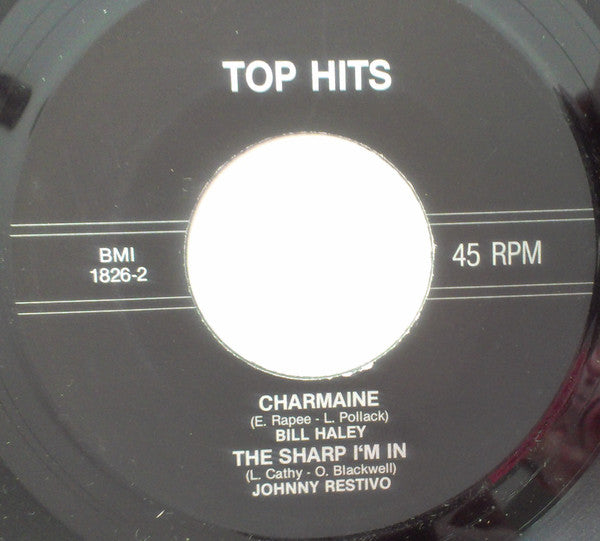 TOP HITS
BMI
1826-2
45 RPM
CHARMAINE
(E. Rapee - L. Pollack)
BILL HALEY
THE SHARP I'M IN
(L. Cathy - O. Blackwell)
JOHNNY RESTIVO